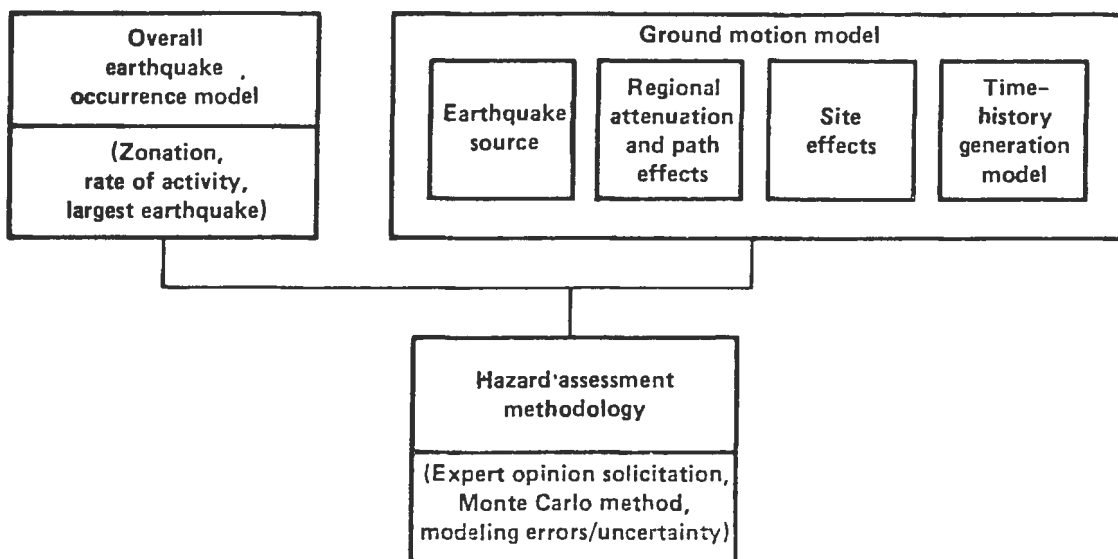 Overall
earthquake
occurrence model
(Zonation,
rate of activity,
largest earthquake)
Ground motion model
Earthquake
source
Regional
attenuation
and path
effects
Site
effects
Time–
history
generation
model
Hazard assessment
methodology
(Expert opinion solicitation,
Monte Carlo method,
modeling errors/uncertainty)